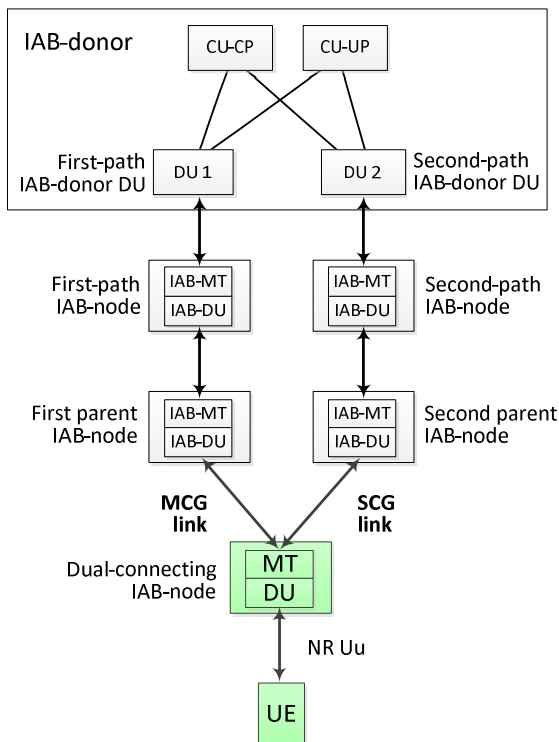 IAB-donor
CU-CP
CU-UP
First-path
IAB-donor DU
DU 1
DU 2
Second-path
IAB-donor DU
First-path
IAB-node
IAB-MT
IAB-DU
IAB-MT
IAB-DU
Second-path
IAB-node
First parent
IAB-node
IAB-MT
IAB-DU
IAB-MT
IAB-DU
Second parent
IAB-node
MCG
link
SCG
link
Dual-connecting
IAB-node
MT
DU
NR Uu
UE